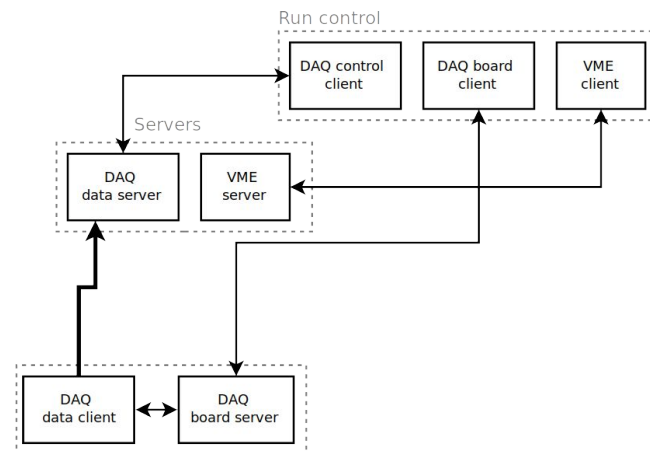 Run control
DAQ control
client
DAQ board
client
VME
client
Servers
DAQ
data server
VME
server
DAQ
data client
DAQ
board server